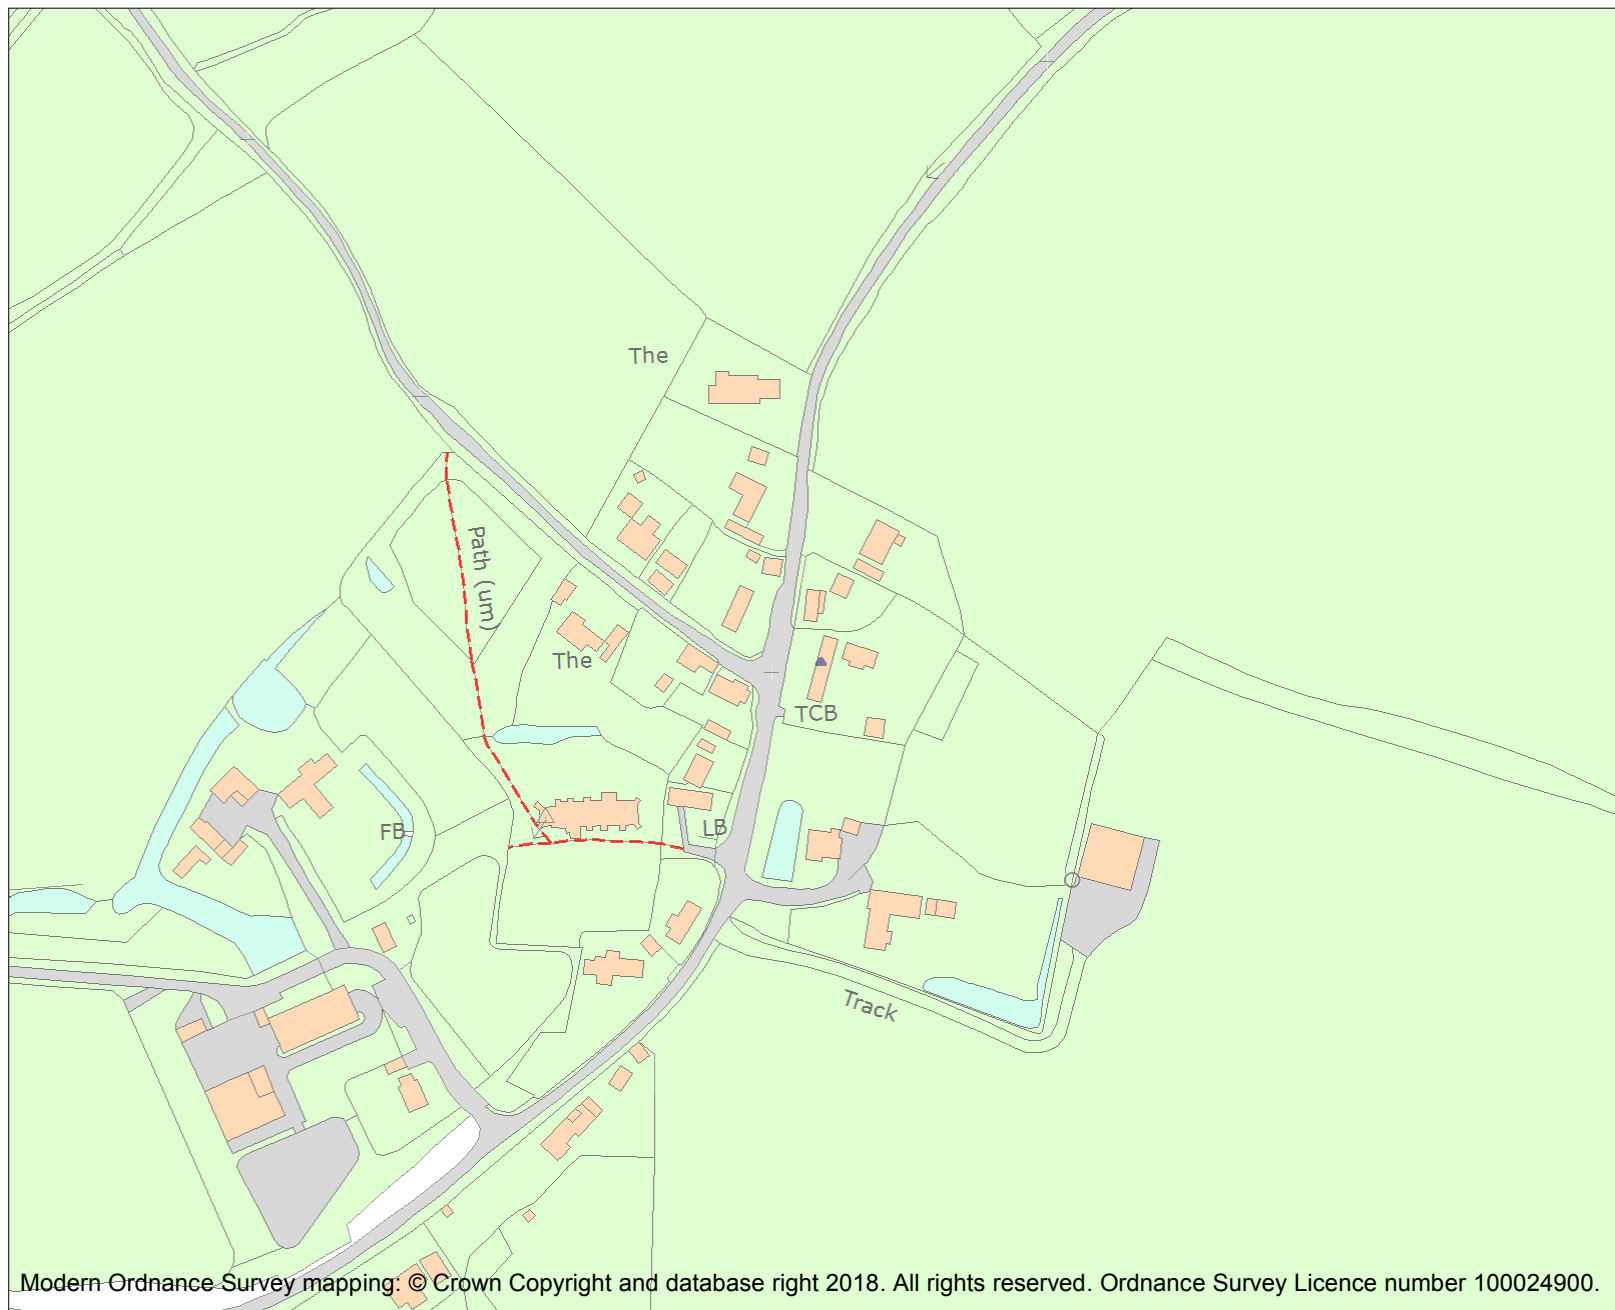 The
Path (um)
The
TCB
LB
FB
Track
Modern Ordnance Survey mapping: © Crown Copyright and database right 2018. All rights reserved. Ordnance Survey Licence number 100024900.